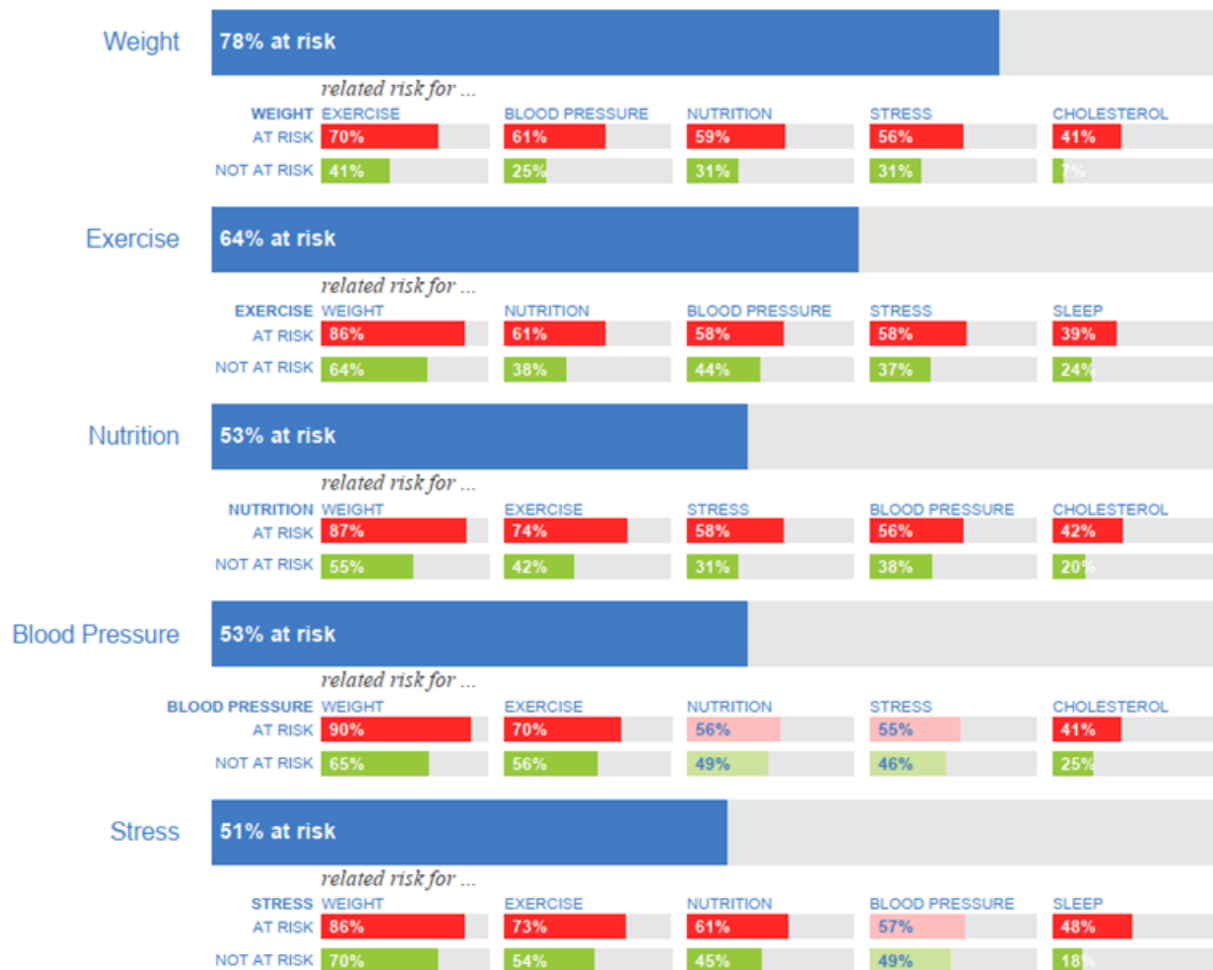 Weight 78% at risk
related risk for ...
WEIGHT EXERCISE BLOOD PRESSURE NUTRITION STRESS CHOLESTEROL
AT RISK 70% 61% 59% 56% 41%
NOT AT RISK 41% 25% 31% 31% 7%
Exercise 64% at risk
related risk for ...
EXERCISE WEIGHT NUTRITION BLOOD PRESSURE STRESS SLEEP
AT RISK 86% 61% 58% 58% 39%
NOT AT RISK 64% 38% 44% 37% 24%
Nutrition 53% at risk
related risk for ...
NUTRITION WEIGHT EXERCISE STRESS BLOOD PRESSURE CHOLESTEROL
AT RISK 87% 74% 58% 56% 42%
NOT AT RISK 55% 42% 31% 38% 20%
Blood Pressure 53% at risk
related risk for ...
BLOOD PRESSURE WEIGHT EXERCISE NUTRITION STRESS CHOLESTEROL
AT RISK 90% 70% 56% 55% 41%
NOT AT RISK 65% 56% 49% 46% 25%
Stress 51% at risk
related risk for ...
STRESS WEIGHT EXERCISE NUTRITION BLOOD PRESSURE SLEEP
AT RISK 86% 73% 61% 57% 48%
NOT AT RISK 70% 54% 45% 49% 18%